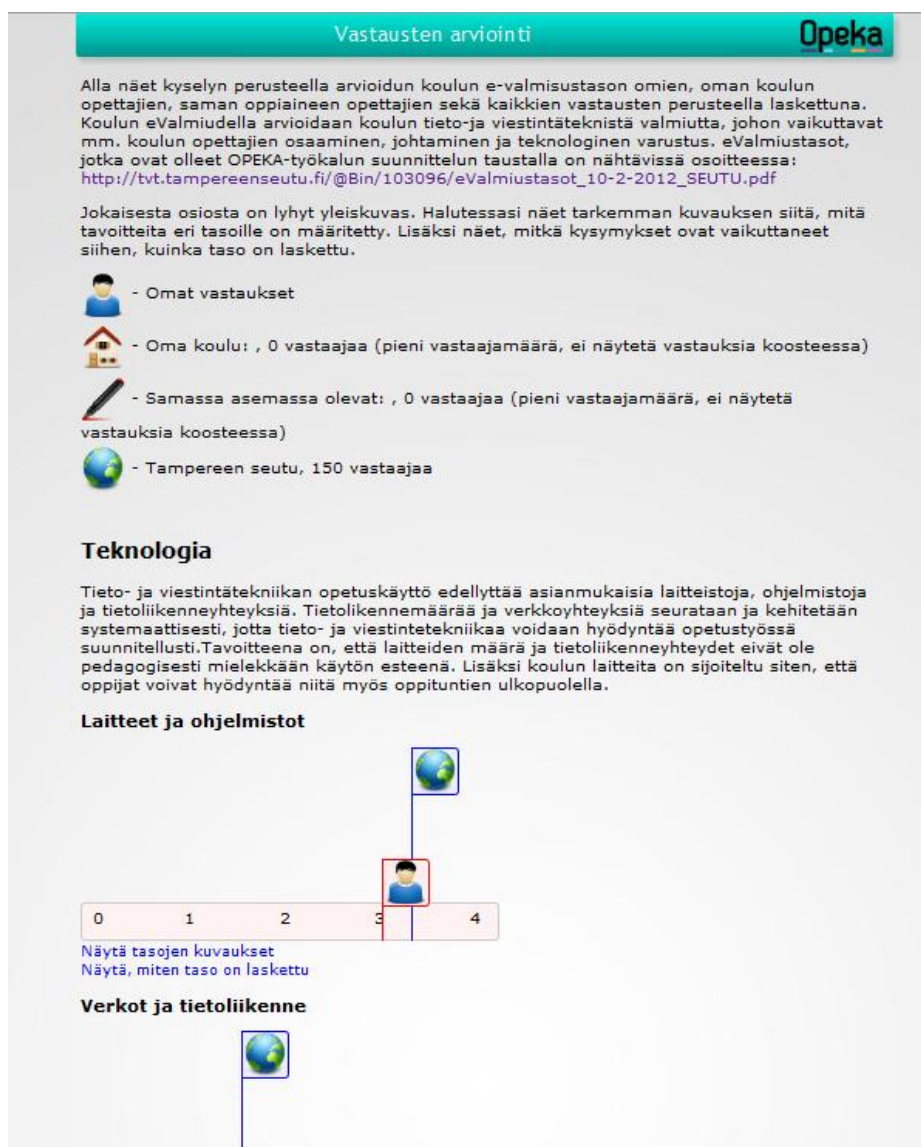 Vastausten arviointi
Opeka
Alla näet kyselyn perusteella arvioidun koulun e-valmisustason omien, oman koulun
opettajien, saman oppiaineen opettajien sekä kaikkien vastausten perusteella laskettuna.
Koulun eValmiudella arvioidaan koulun tieto-ja viestintäteknistä valmiutta, johon vaikuttavat
mm. koulun opettajien osaaminen, johtaminen ja teknologinen varustus. eValmiustasot,
jotka ovat olleet OPEKA-työkalun suunnittelun taustalla on nähtävissä osoitteessa:
http://tvt.tampereenseutu.fi/@Bin/103096/eValmiustasot_10-2-2012_SEUTU.pdf
Jokaisesta osiosta on lyhyt yleiskuvas. Halutessasi näet tarkemman kuvauksen siitä, mitä
tavoitteita eri tasoille on määritetty. Lisäksi näet, mitkä kysymykset ovat vaikuttaneet
siihen, kuinka taso on laskettu.
- Omat vastaukset
- Oma koulu: , 0 vastaajaa (pieni vastaajamäärä, ei näytetä vastauksia koosteessa)
- Samassa asemassa olevat: , 0 vastaajaa (pieni vastaajamäärä, ei näytetä
vastauksia koosteessa)
- Tampereen seutu, 150 vastaajaa
Teknologia
Tieto- ja viestintätekniikan opetuskäyttö edellyttää asianmukaisia laitteistoja, ohjelmistoja
ja tietoliikenneyhteyksiä. Tietolikennemäärää ja verkkoyhteyksiä seurataan ja kehitetään
systemaattisesti, jotta tieto- ja viestintetekniikaa voidaan hyödyntää opetustyössä
suunnitellusti.Tavoitteena on, että laitteiden määrä ja tietoliikenneyhteydet eivät ole
pedagogisesti mielekkään käytön esteenä. Lisäksi koulun laitteita on sijoiteltu siten, että
oppijat voivat hyödyntää niitä myös oppituntien ulkopuolella.
Laitteet ja ohjelmistot
0 1 2 3 4
Näytä tasojen kuvaukset
Näytä, miten taso on laskettu
Verkot ja tietoliikenne